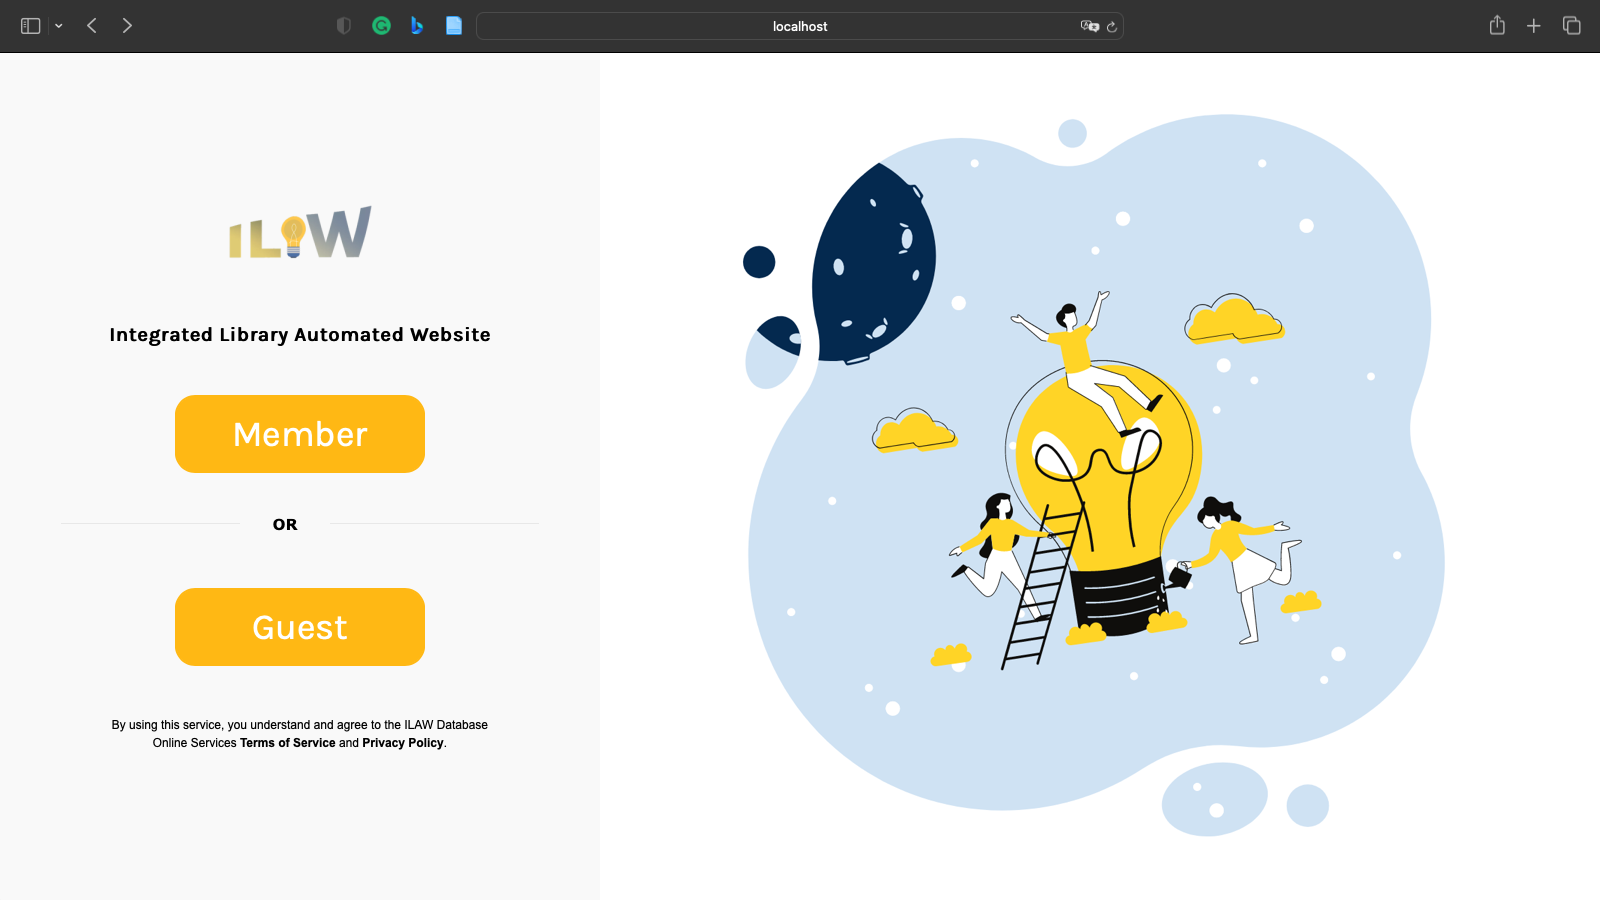 localhost
ILAW
Integrated Library Automated Website
Member
OR
Guest
By using this service, you understand and agree to the ILAW Database
Online Services Terms of Service and Privacy Policy.